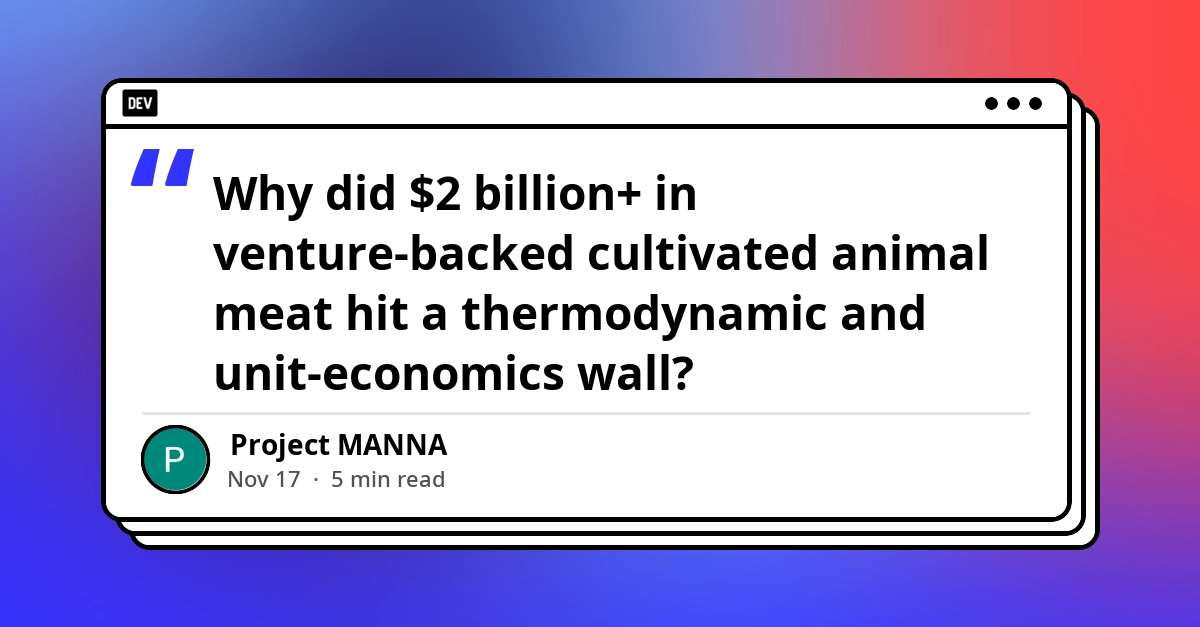 DEV
“ Why did $2 billion+ in
venture-backed cultivated animal
meat hit a thermodynamic and
unit-economics wall?
P
Project MANNA
Nov 17 · 5 min read